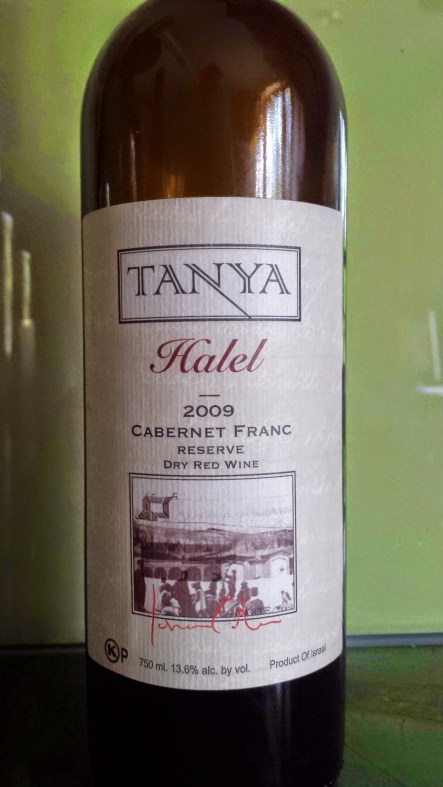 TANYA
Halel
2009
CABERNET FRANC
RESERVE
DRY RED WINE
K P
750 ml. 13.6% alc. by vol. Product Of Israel